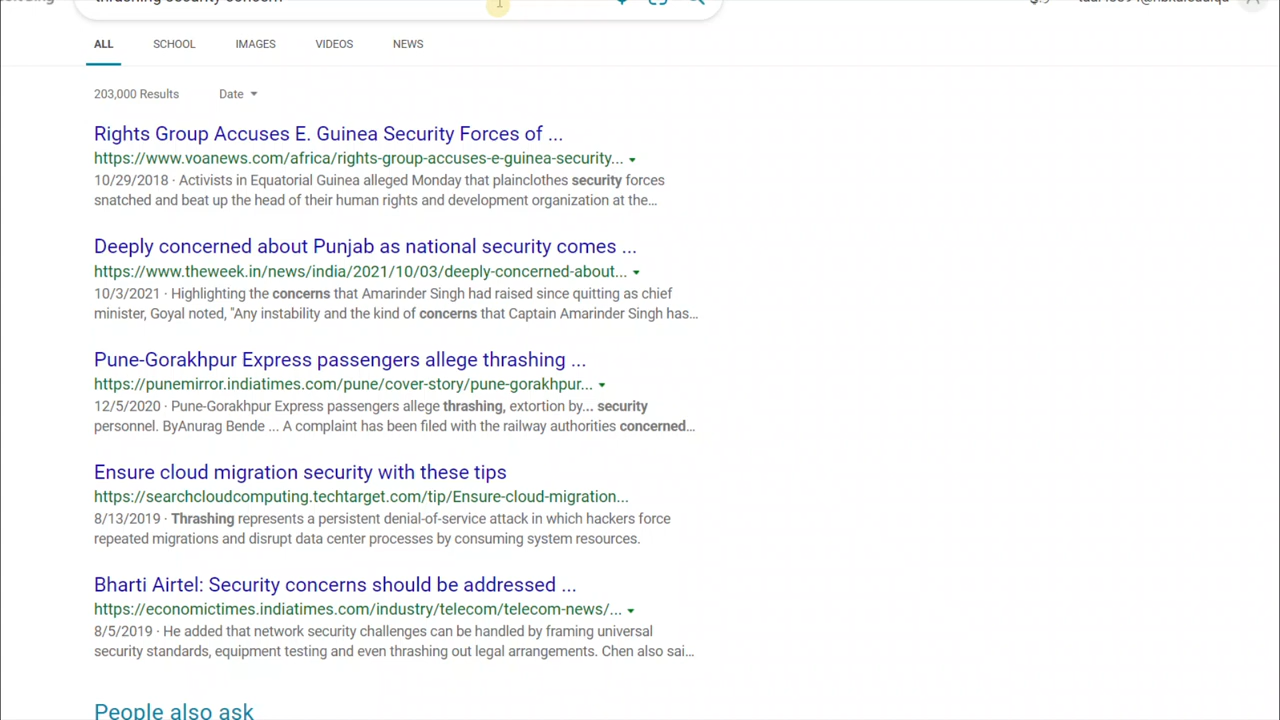 ALL SCHOOL IMAGES VIDEOS NEWS
203,000 Results Date
Rights Group Accuses E. Guinea Security Forces of ...
https://www.voanews.com/africa/rights-group-accuses-e-guinea-security...
10/29/2018 · Activists in Equatorial Guinea alleged Monday that plainclothes security forces
snatched and beat up the head of their human rights and development organization at the...
Deeply concerned about Punjab as national security comes ...
https://www.theweek.in/news/india/2021/10/03/deeply-concerned-about...
10/3/2021 · Highlighting the concerns that Amarinder Singh had raised since quitting as chief
minister, Goyal noted, "Any instability and the kind of concerns that Captain Amarinder Singh has...
Pune-Gorakhpur Express passengers allege thrashing ...
https://punemirror.indiatimes.com/pune/cover-story/pune-gorakhpur...
12/5/2020 · Pune-Gorakhpur Express passengers allege thrashing, extortion by... security
personnel. ByAnurag Bende ... A complaint has been filed with the railway authorities concerned...
Ensure cloud migration security with these tips
https://searchcloudcomputing.techtarget.com/tip/Ensure-cloud-migration...
8/13/2019 · Thrashing represents a persistent denial-of-service attack in which hackers force
repeated migrations and disrupt data center processes by consuming system resources.
Bharti Airtel: Security concerns should be addressed ...
https://economictimes.indiatimes.com/industry/telecom/telecom-news/...
8/5/2019 · He added that network security challenges can be handled by framing universal
security standards, equipment testing and even thrashing out legal arrangements. Chen also sai...
People also ask